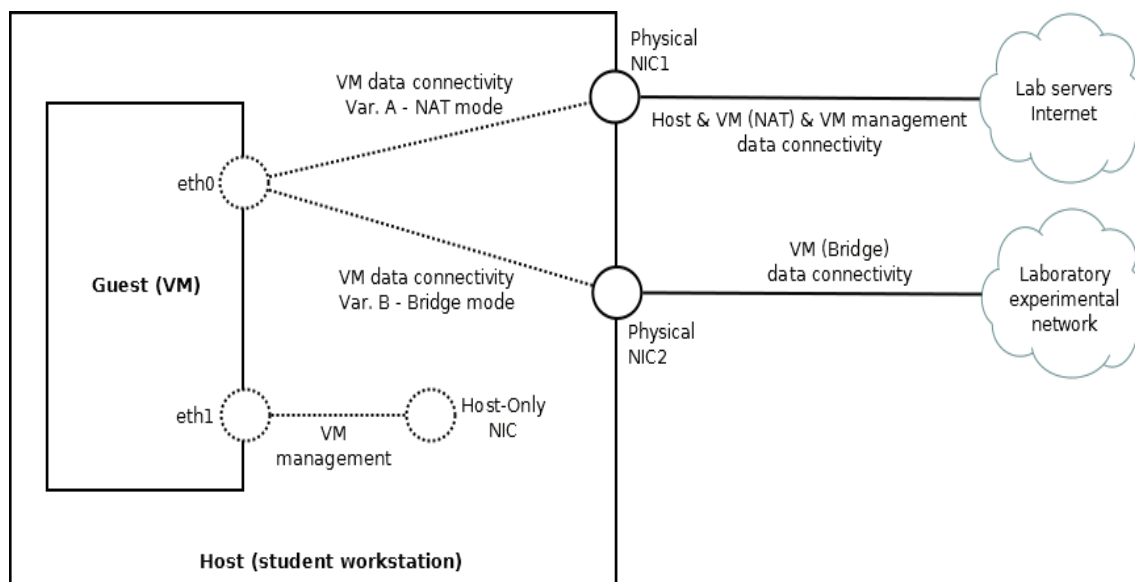 Physical
NIC1
VM data connectivity
Var. A - NAT mode
Lab servers
Internet
Host & VM (NAT) & VM management
data connectivity
eth0
VM (Bridge)
data connectivity
Guest (VM)
VM data connectivity
Var. B - Bridge mode
Laboratory
experimental
network
Physical
NIC2
eth1
Host-Only
NIC
VM
management
Host (student workstation)